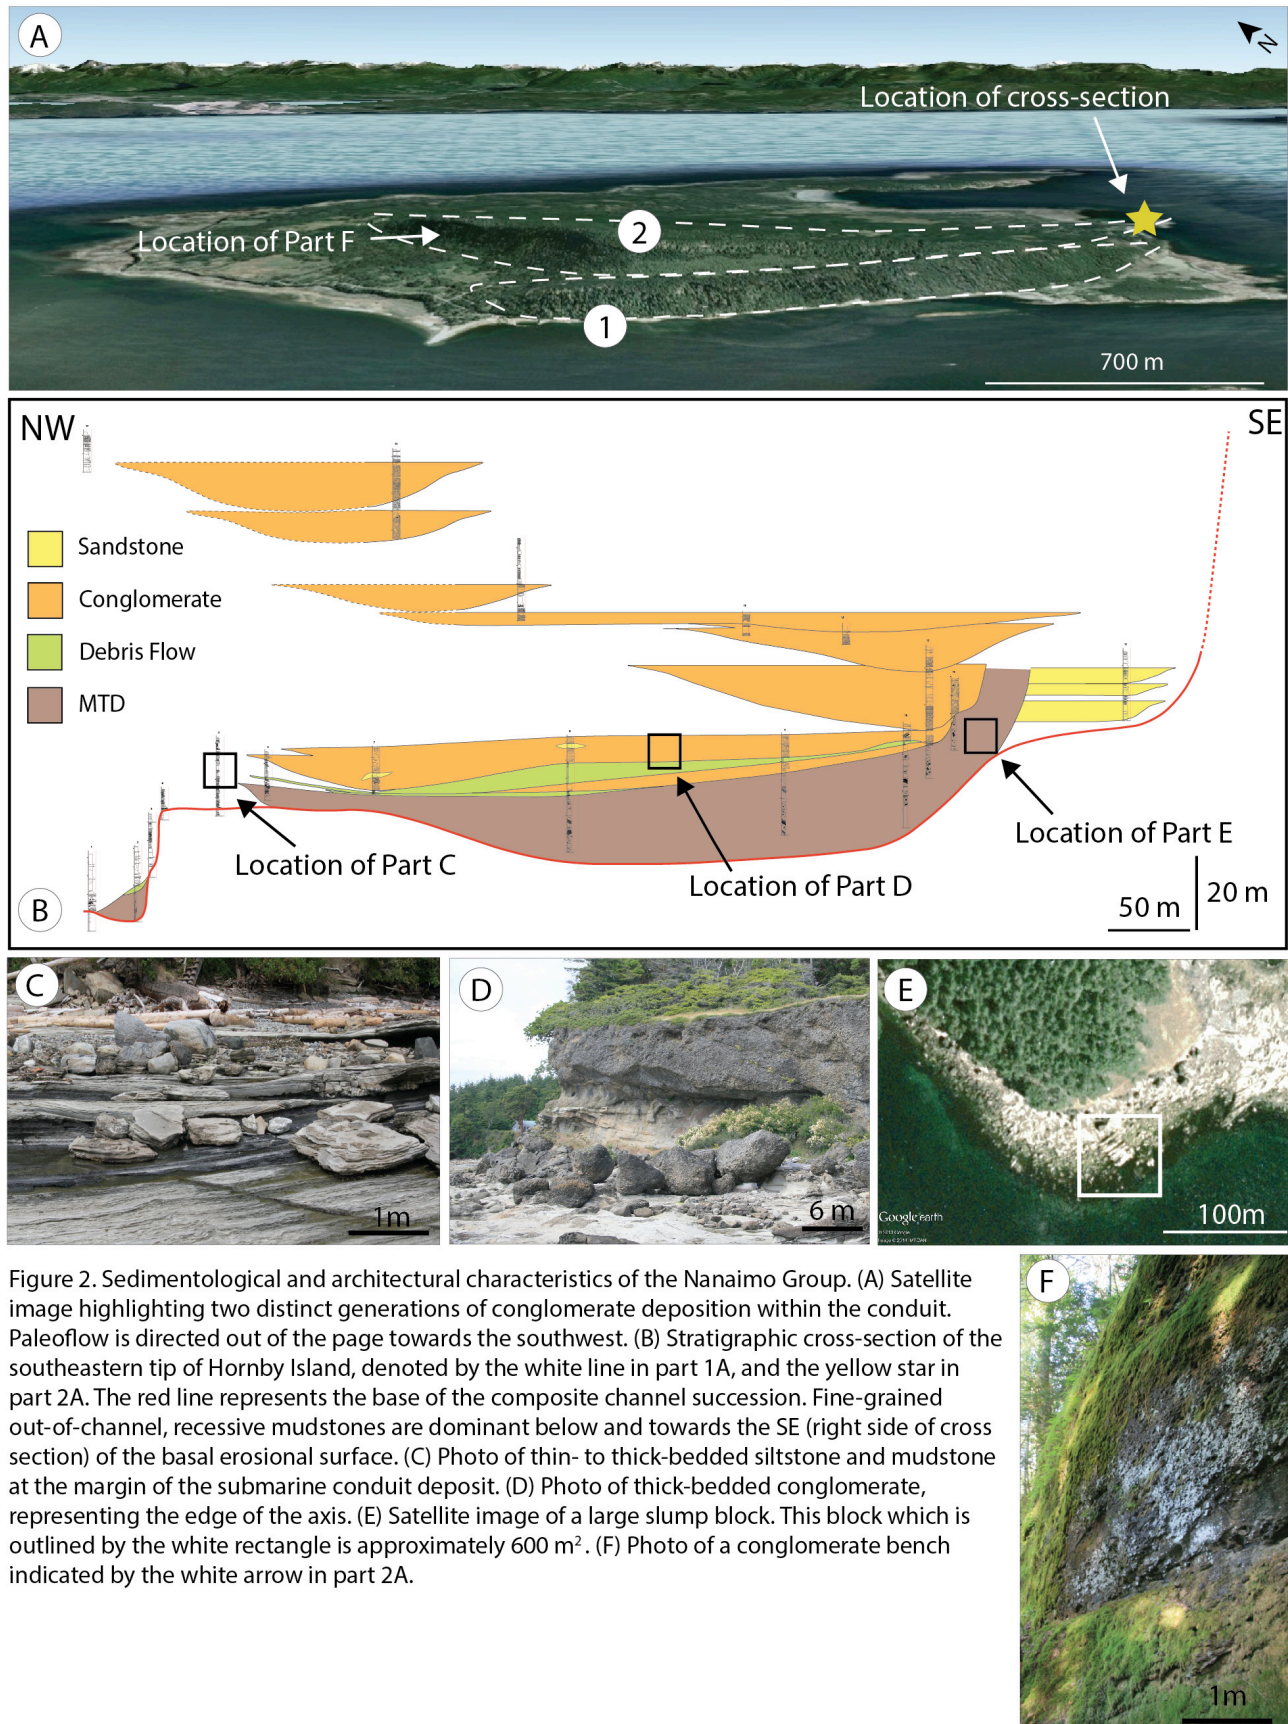 A
N
Location of cross-section
Location of Part F
2
1
700 m
NW
SE
Sandstone
Conglomerate
Debris Flow
MTD
Location of Part C
Location of Part D
Location of Part E
50 m
20 m
B
C
1m
D
6 m
E
Google earth
100m
Figure 2. Sedimentological and architectural characteristics of the Nanaimo Group. (A) Satellite
image highlighting two distinct generations of conglomerate deposition within the conduit.
Paleoflow is directed out of the page towards the southwest. (B) Stratigraphic cross-section of the
southeastern tip of Hornby Island, denoted by the white line in part 1A, and the yellow star in
part 2A. The red line represents the base of the composite channel succession. Fine-grained
out-of-channel, recessive mudstones are dominant below and towards the SE (right side of cross
section) of the basal erosional surface. (C) Photo of thin- to thick-bedded siltstone and mudstone
at the margin of the submarine conduit deposit. (D) Photo of thick-bedded conglomerate,
representing the edge of the axis. (E) Satellite image of a large slump block. This block which is
outlined by the white rectangle is approximately 600 m². (F) Photo of a conglomerate bench
indicated by the white arrow in part 2A.
F
1m